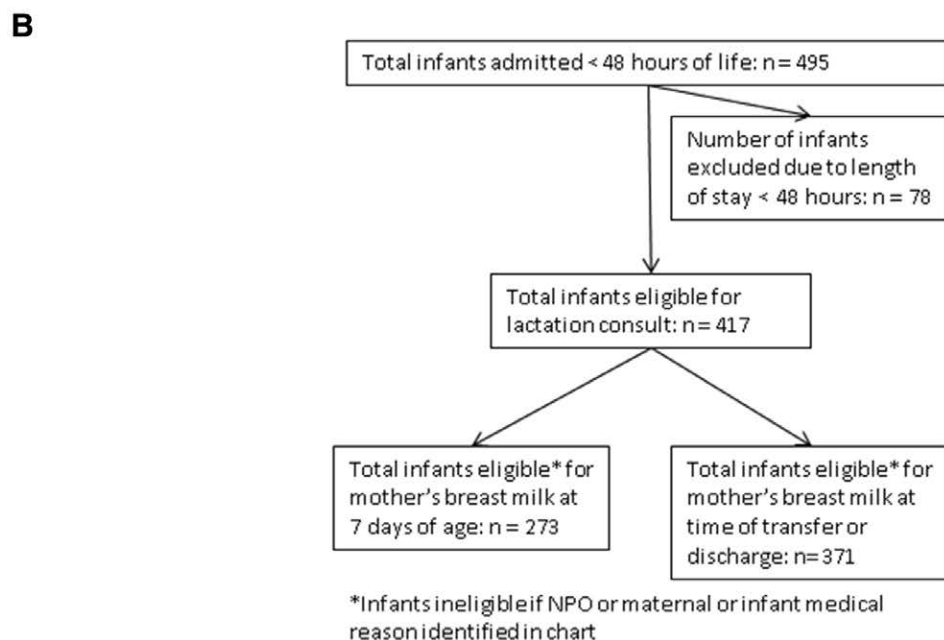 B
Total infants admitted < 48 hours of life: n = 495
Number of infants
excluded due to length
of stay < 48 hours: n = 78
Total infants eligible for
lactation consult: n = 417
Total infants eligible* for
mother's breast milk at
7 days of age: n = 273
Total infants eligible* for
mother's breast milk at
time of transfer or
discharge: n=371
*Infants ineligible if NPO or maternal or infant medical
reason identified in chart